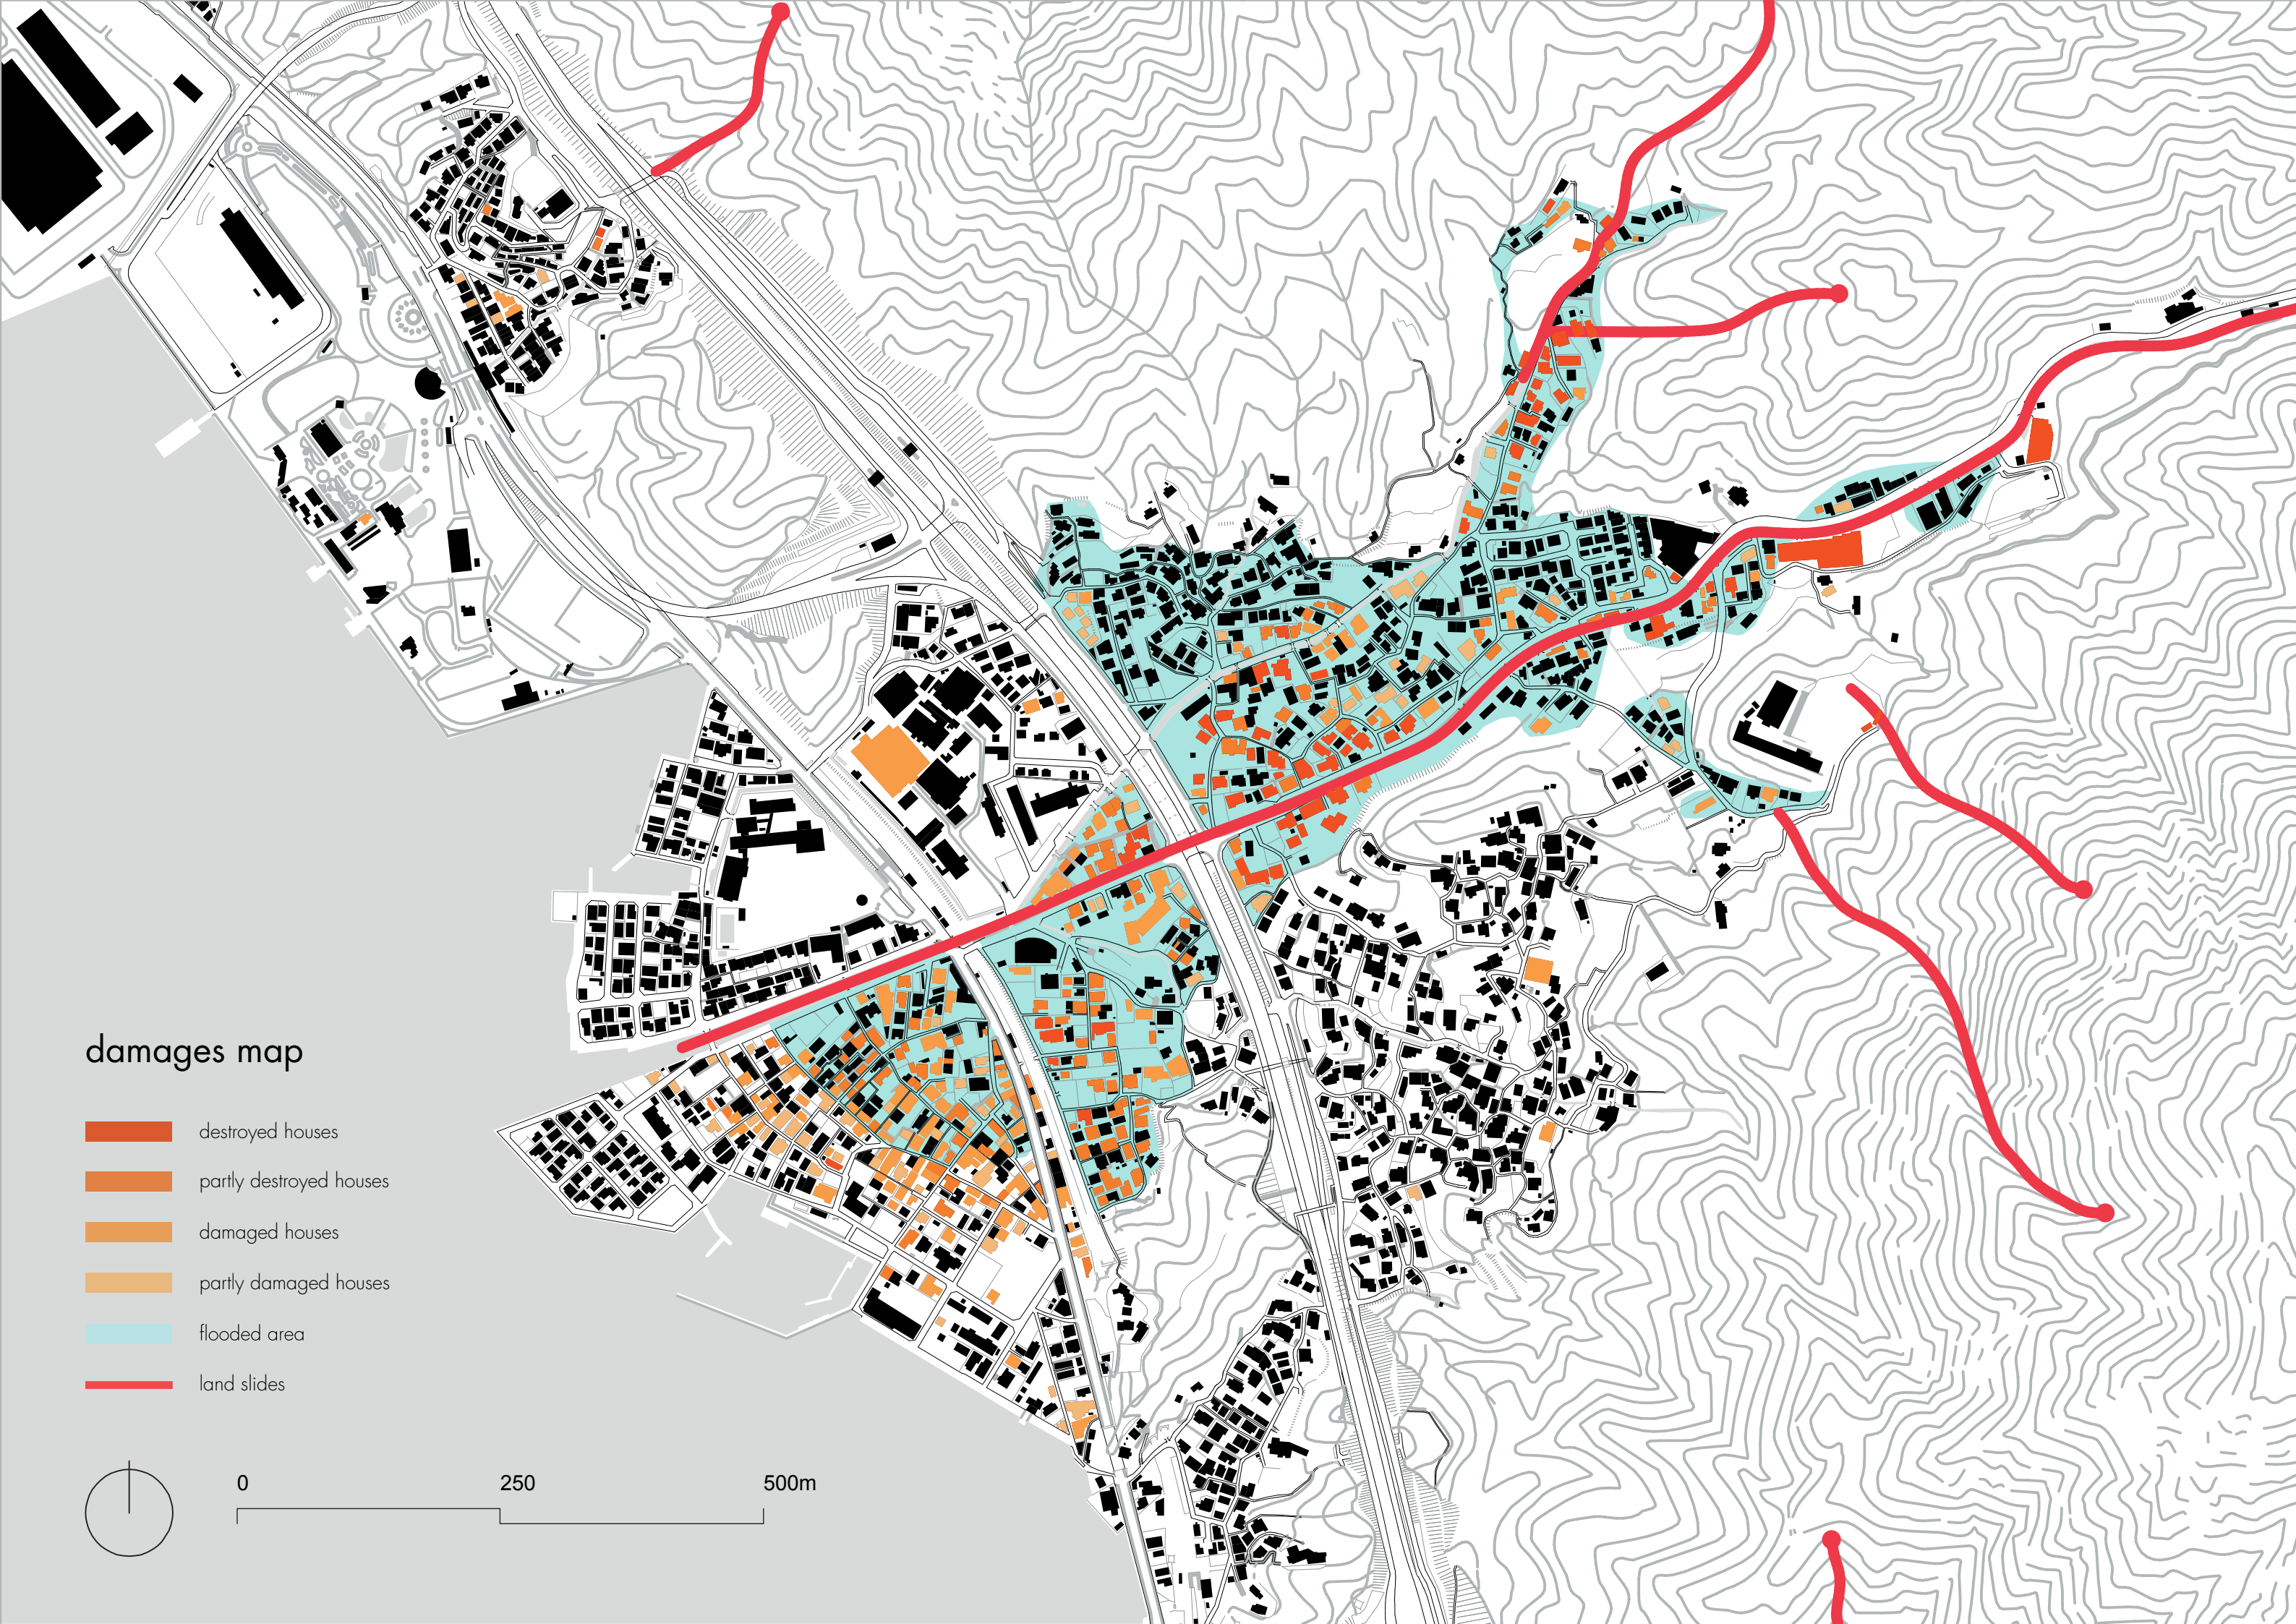 damages map
destroyed houses
partly destroyed houses
damaged houses
partly damaged houses
flooded area
land slides
0 250 500m